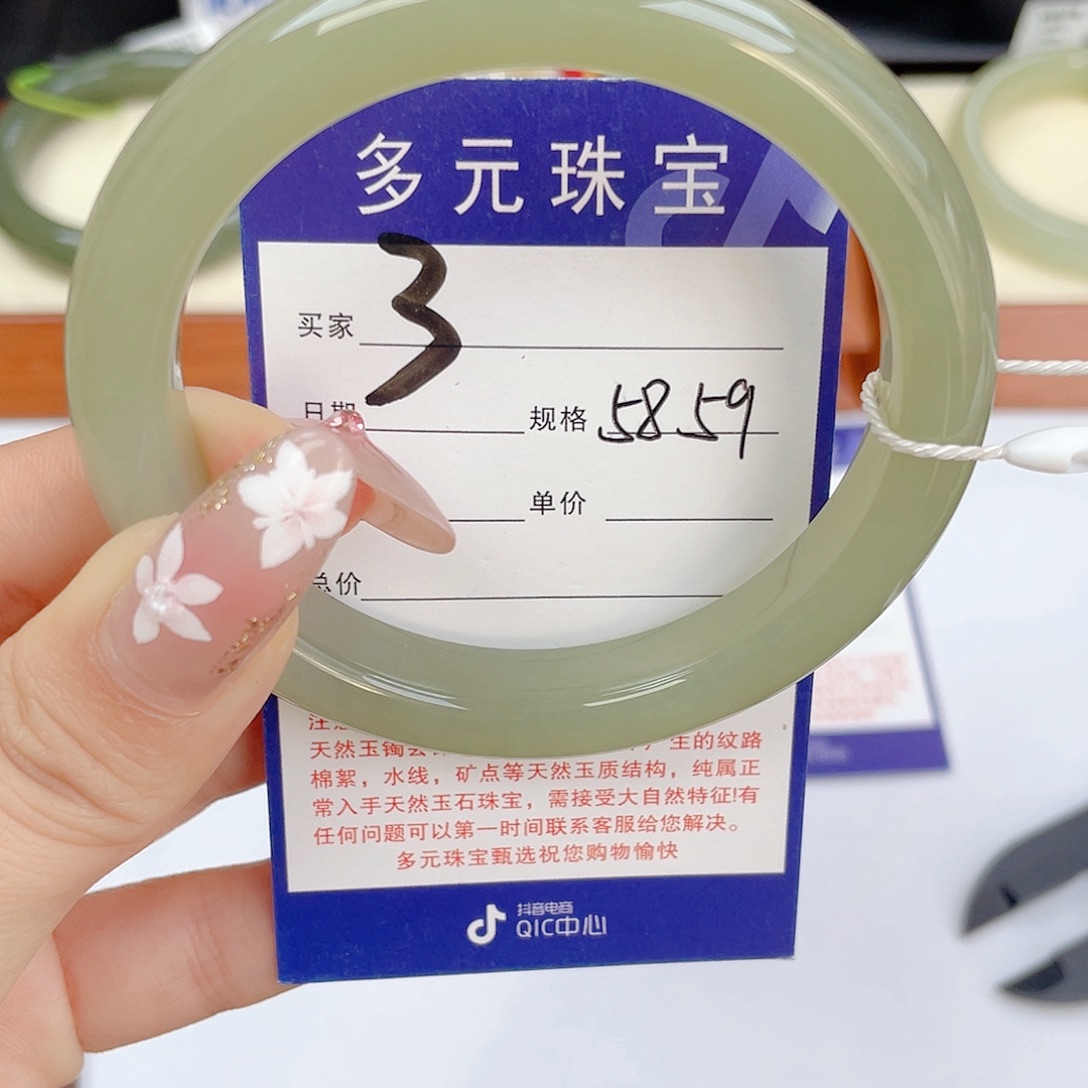 多元珠宝
买家 3
日期 规格 58.59
单价
总价
天然玉镯 生的纹路
棉絮，水线，矿点等天然玉质结构，纯属正
常入手天然玉石珠宝，需接受大自然特征!有
任何问题可以第一时间联系客服给您解决。
多元珠宝甄选祝您购物愉快
抖音电商
QIC中心